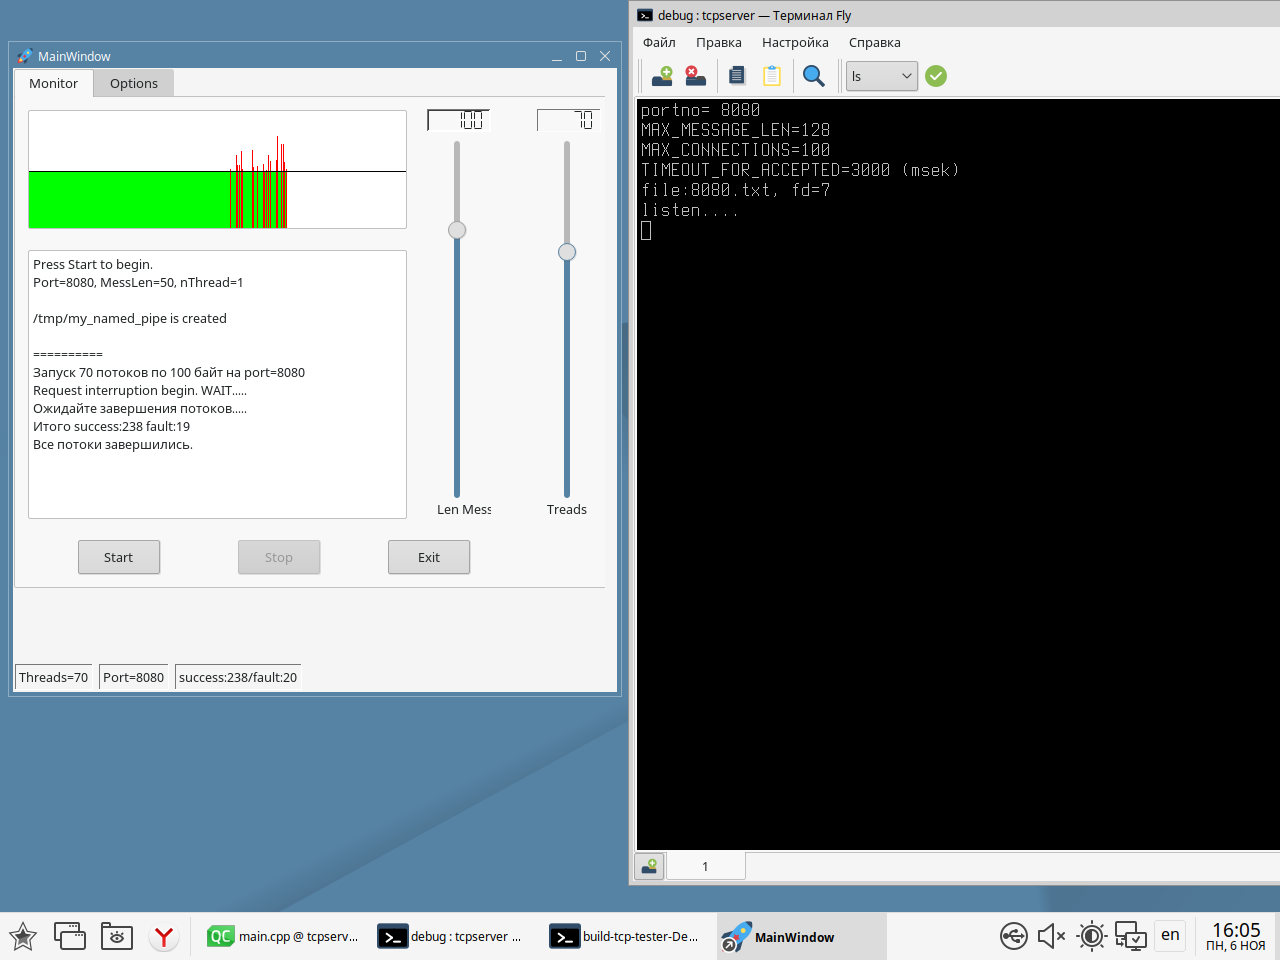 MainWindow
Monitor
Options
100
70
Press Start to begin.
Port=8080, MessLen=50, nThread=1
/tmp/my_named_pipe is created
==========
Запуск 70 потоков по 100 байт на port=8080
Request interruption begin. WAIT.....
Ожидайте завершения потоков.....
Итого success:238 fault:19
Все потоки завершились.
Len Mess
Treads
Start
Stop
Exit
Threads=70
Port=8080
success:238/fault:20
debug : tcpserver — Терминал Fly
Файл
Правка
Настройка
Справка
ls
portno= 8080
MAX_MESSAGE_LEN=128
MAX_CONNECTIONS=100
TIMEOUT_FOR_ACCEPTED=3000 (msek)
file:8080.txt, fd=7
listen....
1
QC
main.cpp @ tcpserv...
debug : tcpserver ...
build-tcp-tester-De...
MainWindow
en
16:05
ПН, 6 НОЯ